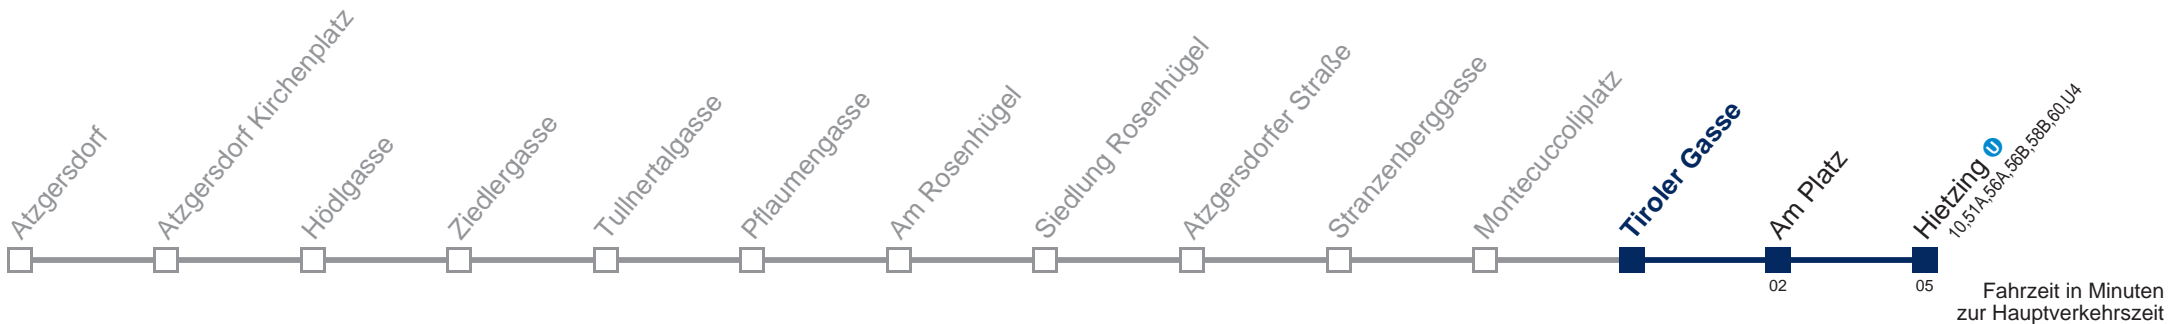 Atzgersdorf
Atzgersdorf Kirchenplatz
Hödlgasse
Ziedlergasse
Tullnertalgasse
Pflaumengasse
Am Rosenhügel
Siedlung Rosenhügel
Atzgersdorfer Straße
Stranzenberggasse
Montecuccoliplatz
Tiroler Gasse
Am Platz
Hietzing U
10,51A,56A,56B,58B,60,U4
02
05
Fahrzeit in Minuten
zur Hauptverkehrszeit